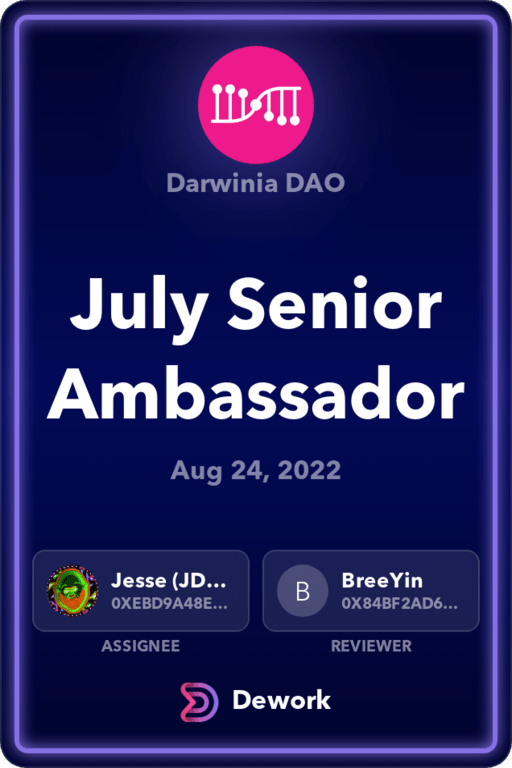 Darwinia DAO
July Senior
Ambassador
Aug 24, 2022
Jesse (JD...
0XEBD9A48E...
ASSIGNEE
B
BreeYin
0X84BF2AD6...
REVIEWER
Dework